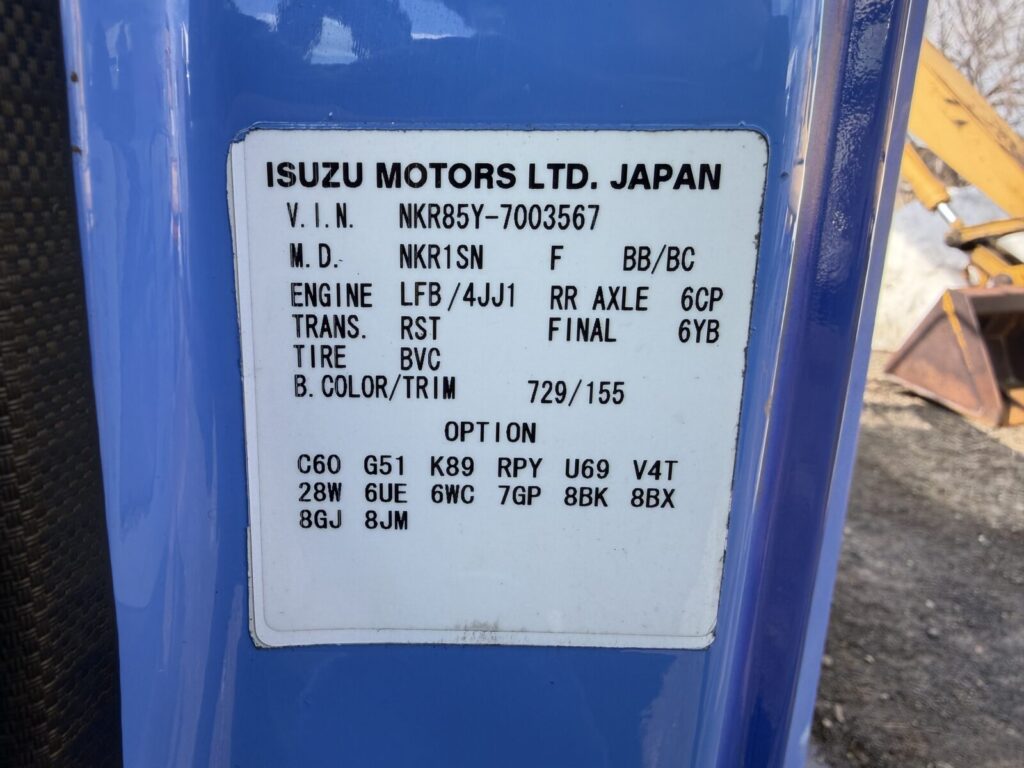 ISUZU MOTORS LTD. JAPAN
V.I.N. NKR85Y-7003567
M.D. NKR1SN F BB/BC
ENGINE LFB/4JJ1 RR AXLE 6CP
TRANS. RST FINAL 6YB
TIRE BVC
B.COLOR/TRIM 729/155
OPTION
C60 G51 K89 RPY U69 V4T
28W 6UE 6WC 7GP 8BK 8BX
8GJ 8JM